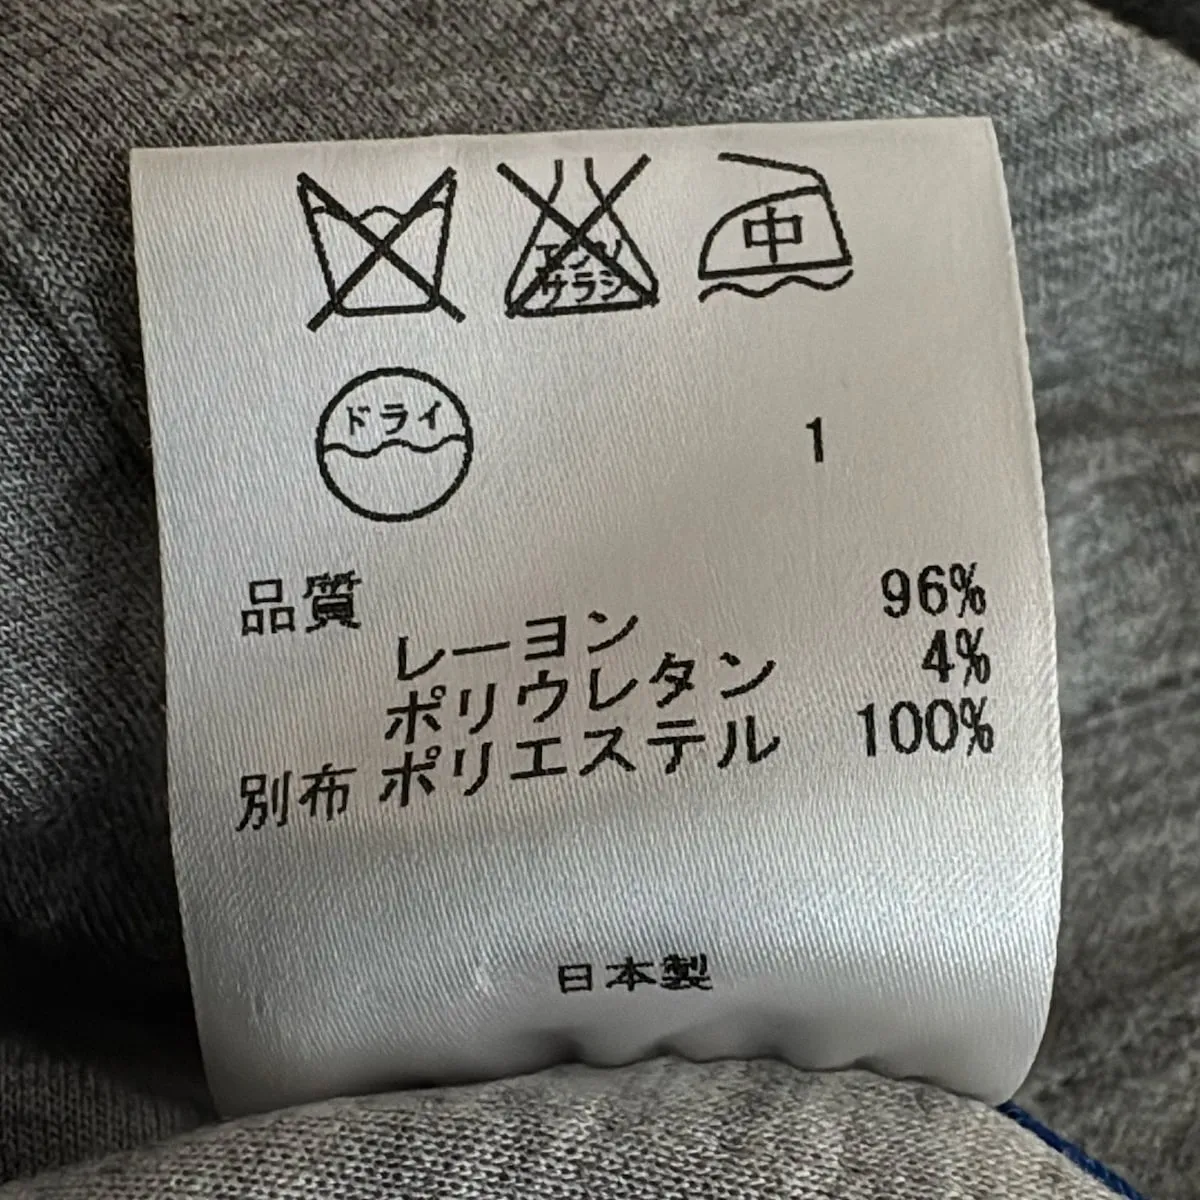 エンソ
サラシ
中
ドライ
1
品質
レーヨン 96%
ポリウレタン 4%
別布 ポリエステル 100%
日本製